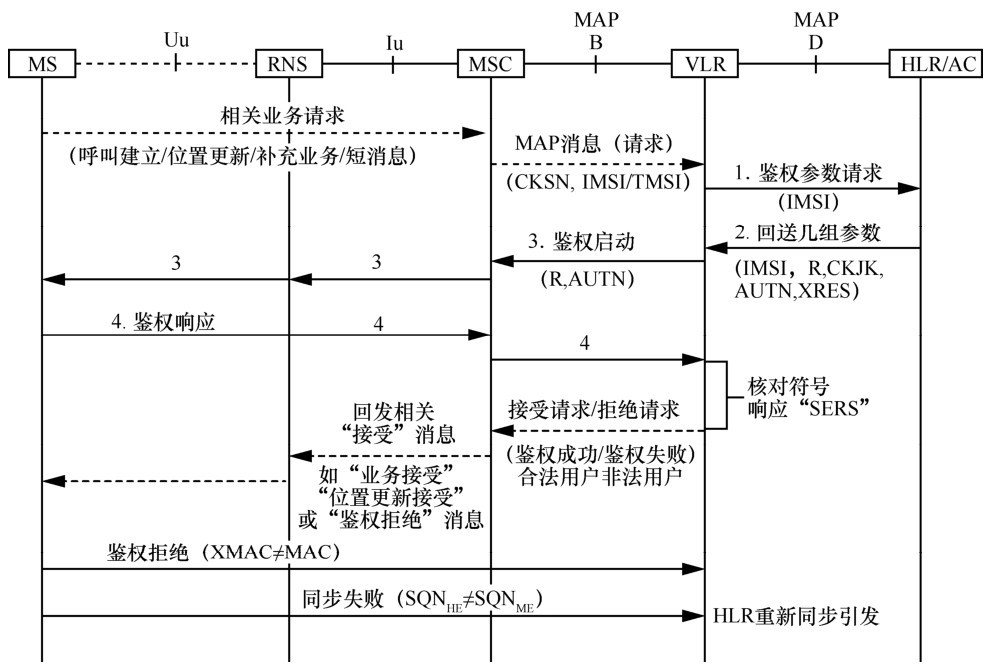 MAP
MAP
Uu
Iu
B
D
MS
RNS
MSC
VLR
HLR/AC
相关业务请求
(呼叫建立/位置更新/补充业务/短消息)
MAP消息（请求）
(CKSN, IMSI/TMSI)
1. 鉴权参数请求
(IMSI)
2. 回送几组参数
(IMSI，R,CKJK,
AUTN,XRES)
3. 鉴权启动
(R,AUTN)
3
3
4. 鉴权响应
4
4
核对符号
响应“SERS”
接受请求/拒绝请求
(鉴权成功/鉴权失败)
合法用户非法用户
回发相关
“接受”消息
如“业务接受”
“位置更新接受”
或“鉴权拒绝”消息
鉴权拒绝（XMAC≠MAC）
同步失败（SQNHE≠SQNME）
HLR重新同步引发